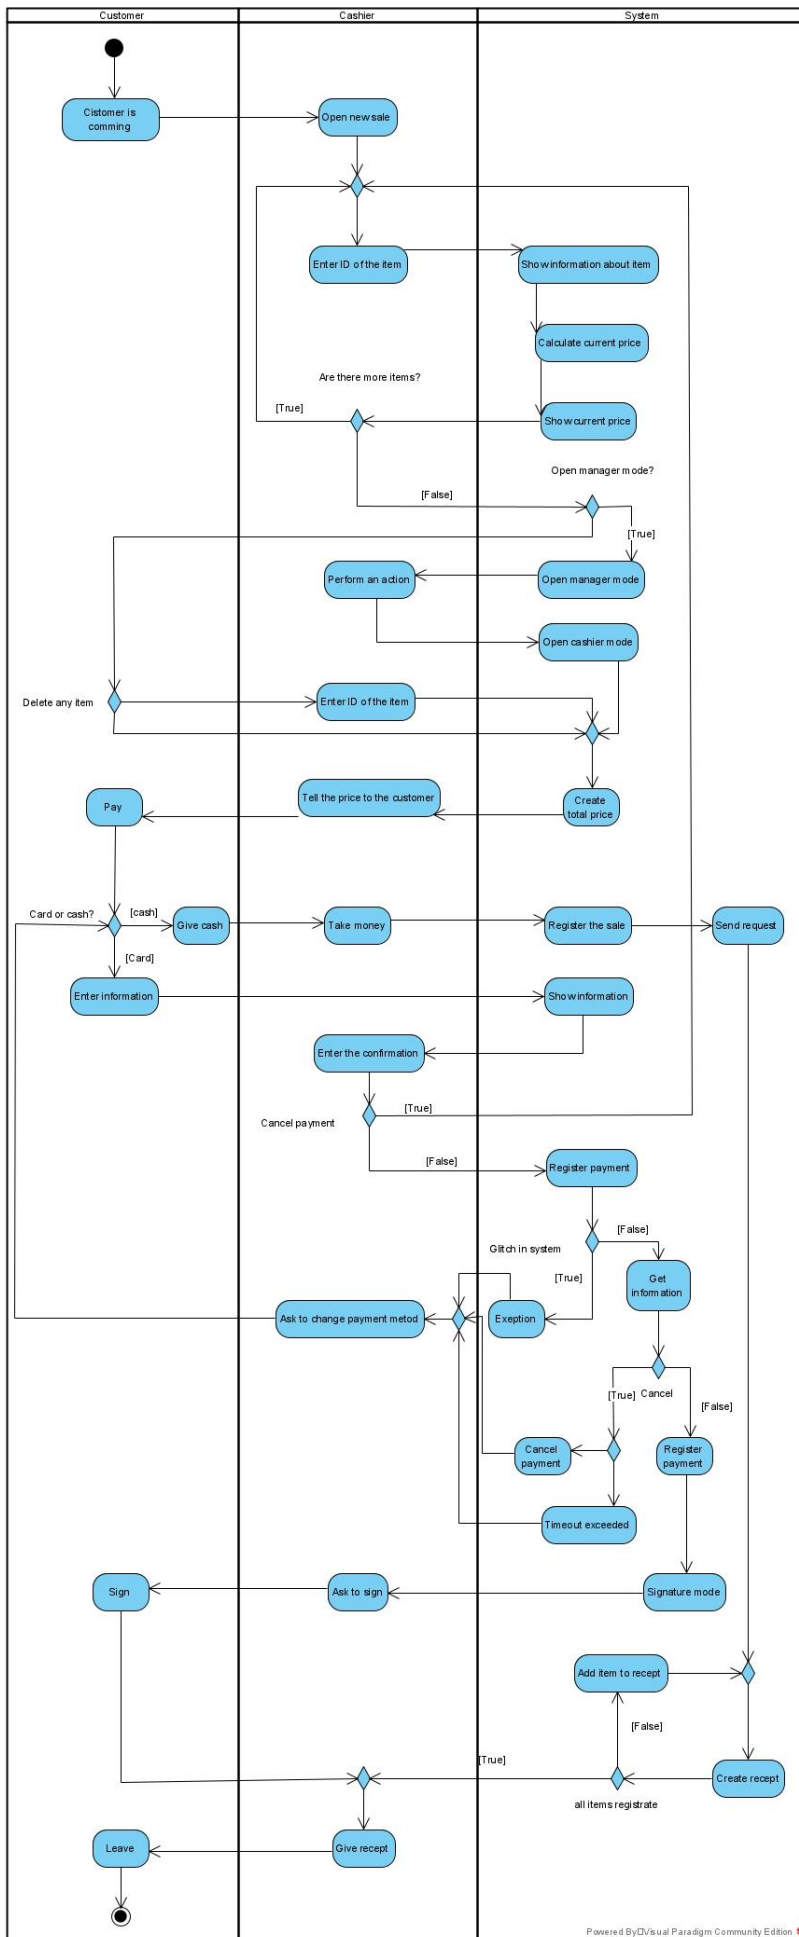 Customer
Cashier
System
Cistomer is
comming
Open new sale
Enter ID of the item
Show information about item
Calculate current price
Are there more items?
[True]
Show current price
Open manager mode?
[False]
[True]
Perform an action
Open manager mode
Open cashier mode
Delete any item
Enter ID of the item
Tell the price to the customer
Pay
Create
total price
Card or cash?
[cash]
Give cash
Take money
Register the sale
Send request
[Card]
Enter information
Show information
Enter the confirmation
[True]
Cancel payment
[False]
Register payment
[False]
Glitch in system
[True]
Get
information
Ask to change payment metod
Exeption
[True]
Cancel
[False]
Cancel
payment
Register
payment
Timeout exceeded
Sign
Ask to sign
Signature mode
Add item to recept
[False]
[True]
Create recept
all items registrate
Leave
Give recept
Powered By Visual Paradigm Community Edition